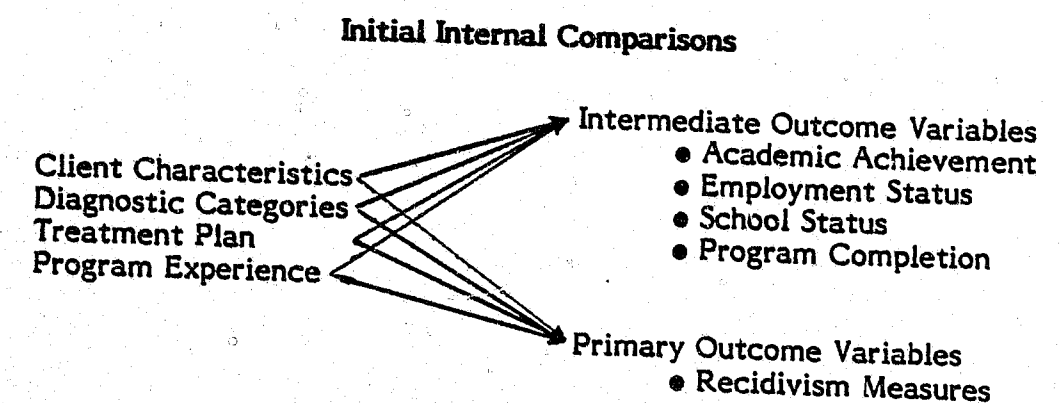 Initial Internal Comparisons
Client Characteristics
Diagnostic Categories
Treatment Plan
Program Experience
Intermediate Outcome Variables
● Academic Achievement
● Employment Status
● School Status
● Program Completion
Primary Outcome Variables
● Recidivism Measures